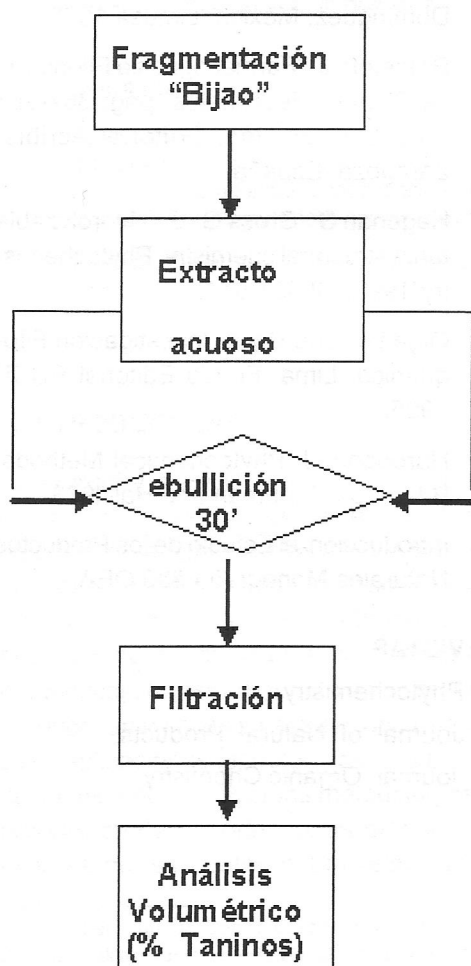 Fragmentación
"Bijao"
Extracto
acuoso
ebullición
30'
Filtración
Análisis
Volumétrico
(% Taninos)